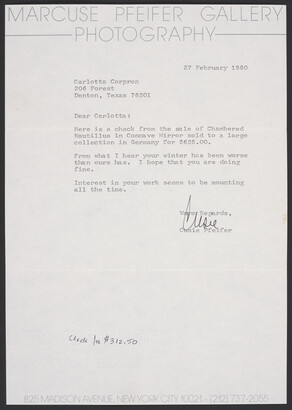 MARCUSE PFEIFER GALLERY
PHOTOGRAPHY
27 February 1980
Carlotta Corpron
206 Forest
Denton, Texas 76201
Dear Carlotta:
Here is a check from the sale of Chambered
Nautilus in Concave Mirror sold to a large
collection in Germany for $625.00.
From what I hear your winter has been worse
than ours has. I hope that you are doing
fine.
Interest in your work seems to be mounting
all the time.
Warm Regards,
Cusie
Cusie Pfeifer
Check for $312.50
825 MADISON AVENUE, NEW YORK CITY 10021 - (212) 737-2055